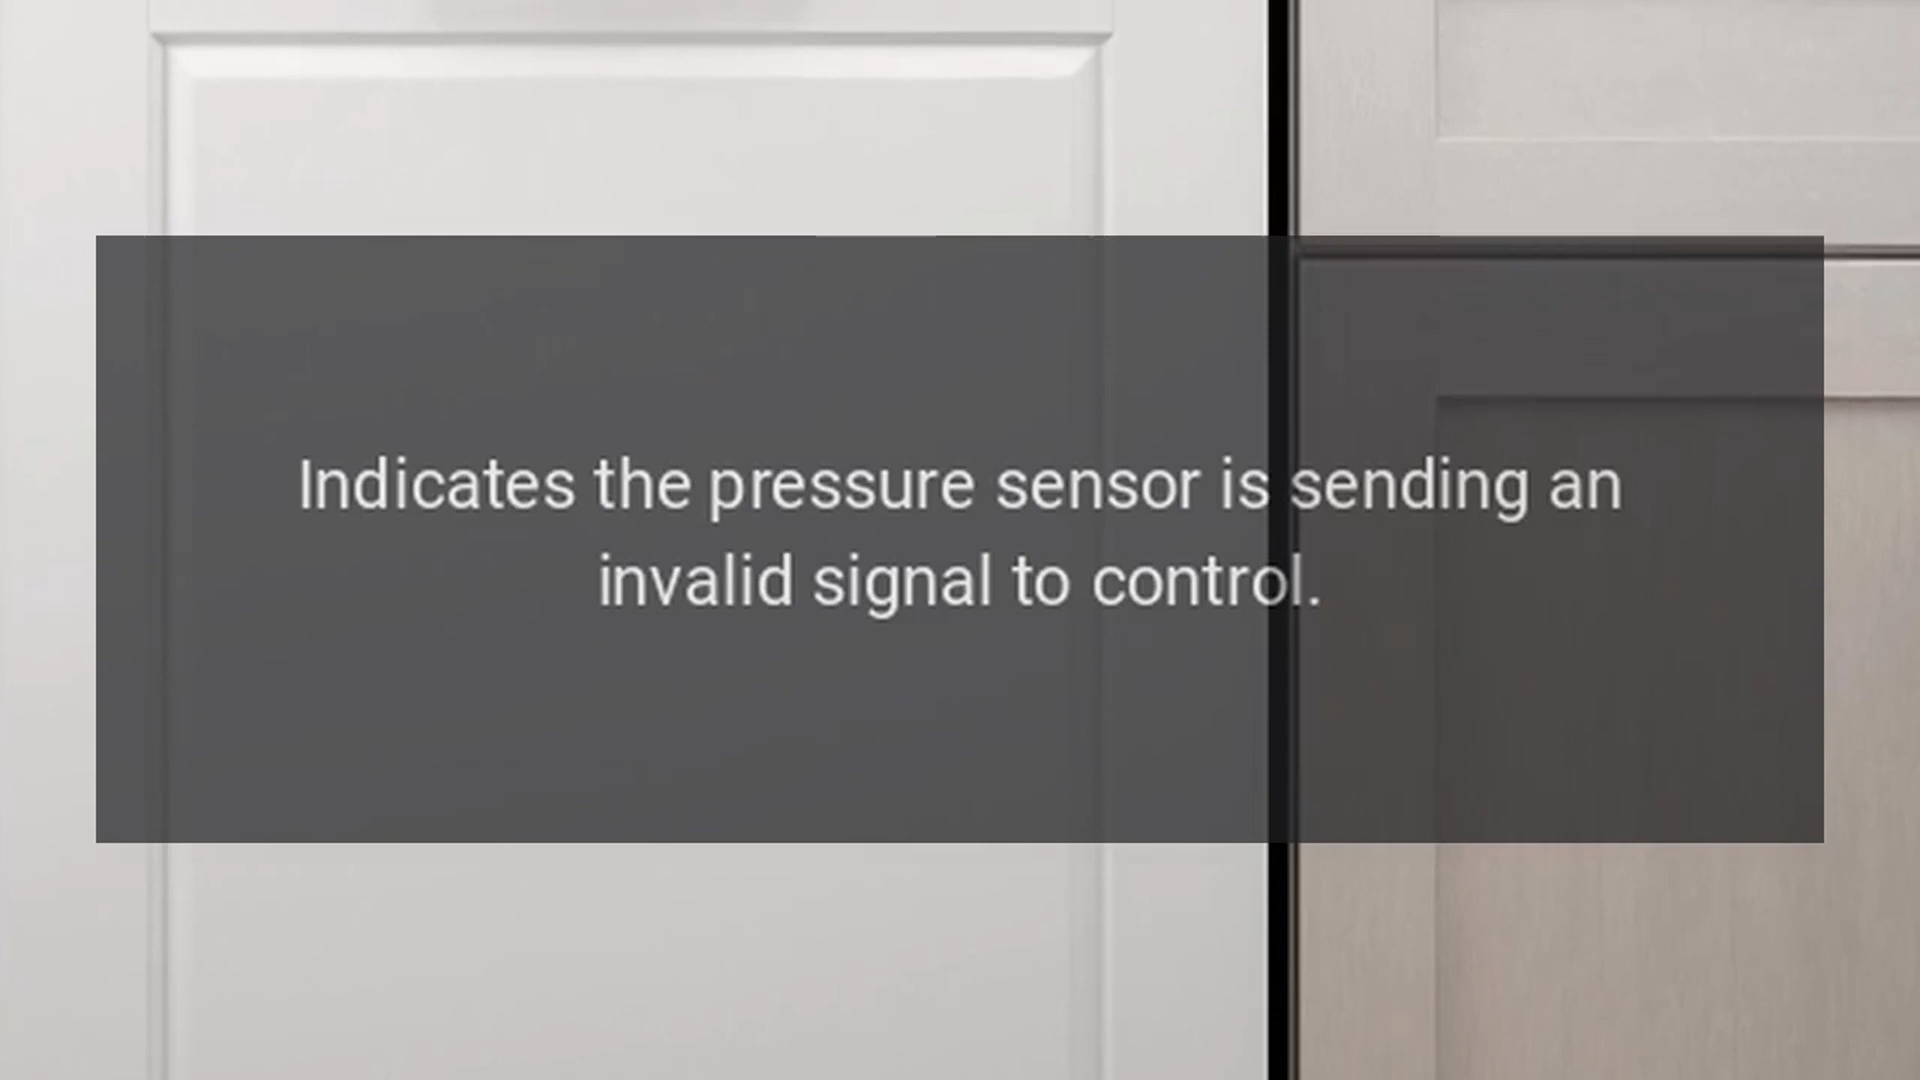 Indicates the pressure sensor is sending an
invalid signal to control.